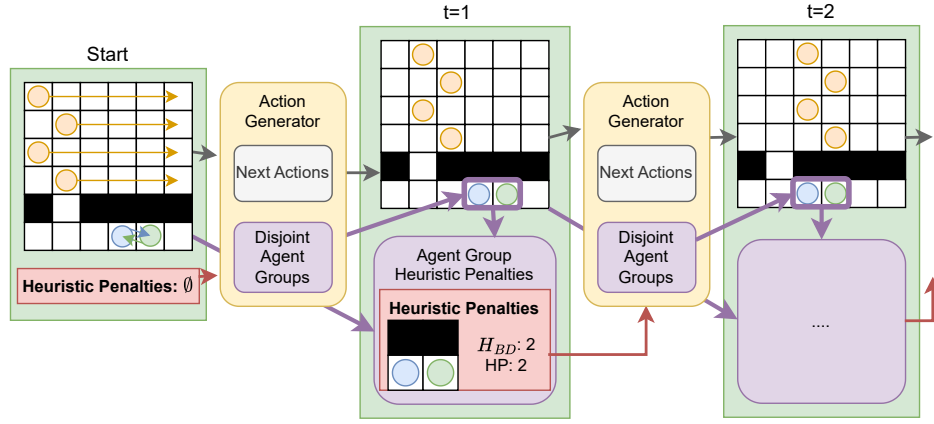 Start
Heuristic Penalties: ∅
Action
Generator
Next Actions
Disjoint
Agent
Groups
t=1
Agent Group
Heuristic Penalties
Heuristic Penalties
H_BD: 2
HP: 2
Action
Generator
Next Actions
Disjoint
Agent
Groups
t=2
....